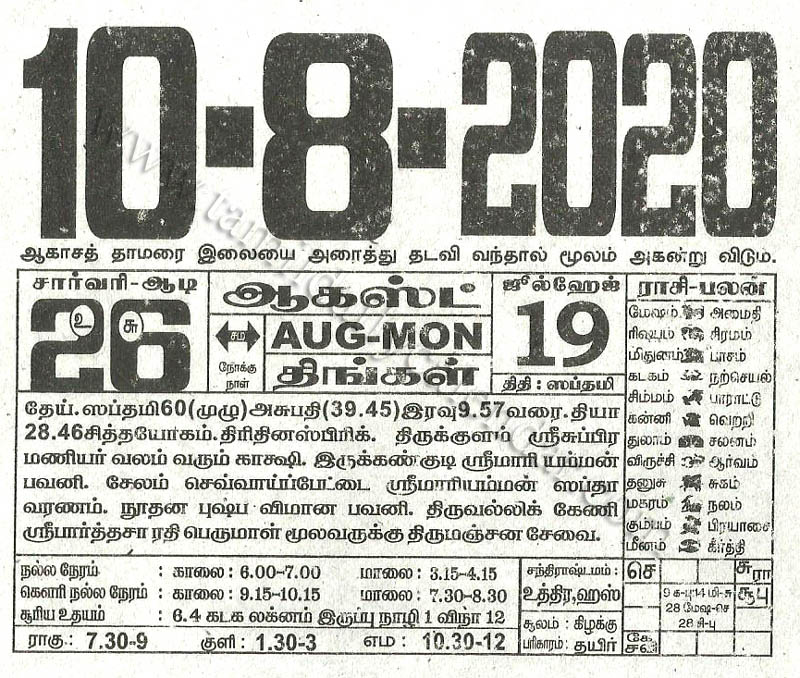 10-8-2020
ஆகாசத் தாமரை இலையை அரைத்து தடவி வந்தால் மூலம் அகன்று விடும்.
சார்வரி-ஆடி
26
உ சு
ஆகஸ்ட்
சம
நோக்கு
நாள்
AUG-MON
திங்கள்
ஜூல்ஹேஜ்
19
திதி : ஸப்தமி
ராசி-பலன்
மேஷம் அமைதி
ரிஷபம் சிரமம்
மிதுனம் பாசம்
கடகம் நற்செயல்
சிம்மம் பாராட்டு
கன்னி வெற்றி
துலாம் சலனம்
விருச்சி ஆர்வம்
தனுசு சுகம்
மகரம் நலம்
கும்பம் பிரயாசை
மீனம் கீர்த்தி
தேய். ஸப்தமி60(முழு)அசுபதி(39.45)இரவு9.57வரை.தியா
28.46சித்தயோகம். திரிதினஸ்பிரிக். திருக்குளம் ஸ்ரீசுப்பிர
மணியர் வலம் வரும் காக்ஷி. இருக்கண்குடி ஸ்ரீமாரி யம்மன்
பவனி. சேலம் செவ்வாய்ப்பேட்டை ஸ்ரீமாரியம்மன் ஸப்தா
வரணம். நூதன புஷ்ப விமான பவனி. திருவல்லிக் கேணி
ஸ்ரீபார்த்தசா ரதி பெருமாள் மூலவருக்கு திருமஞ்சன சேவை.
நல்ல நேரம் : காலை : 6.00-7.00 மாலை : 3.15-4.15
கௌரி நல்ல நேரம் : காலை : 9.15-10.15 மாலை : 7.30-8.30
சூரிய உதயம் : 6.4 கடக லக்னம் இருப்பு நாழி 1 விநா 12
ராகு : 7.30-9 குளி : 1.30-3 எம : 10.30-12
சந்திராஷ்டமம் :
உத்திர,ஹஸ்
சூலம் : கிழக்கு
பரிகாரம் : தயிர்
செ சு ரா
9 க-பு 14 மி-சு சூ பு
28 மேஷ-செ
28 சி-பு
கே
சனி